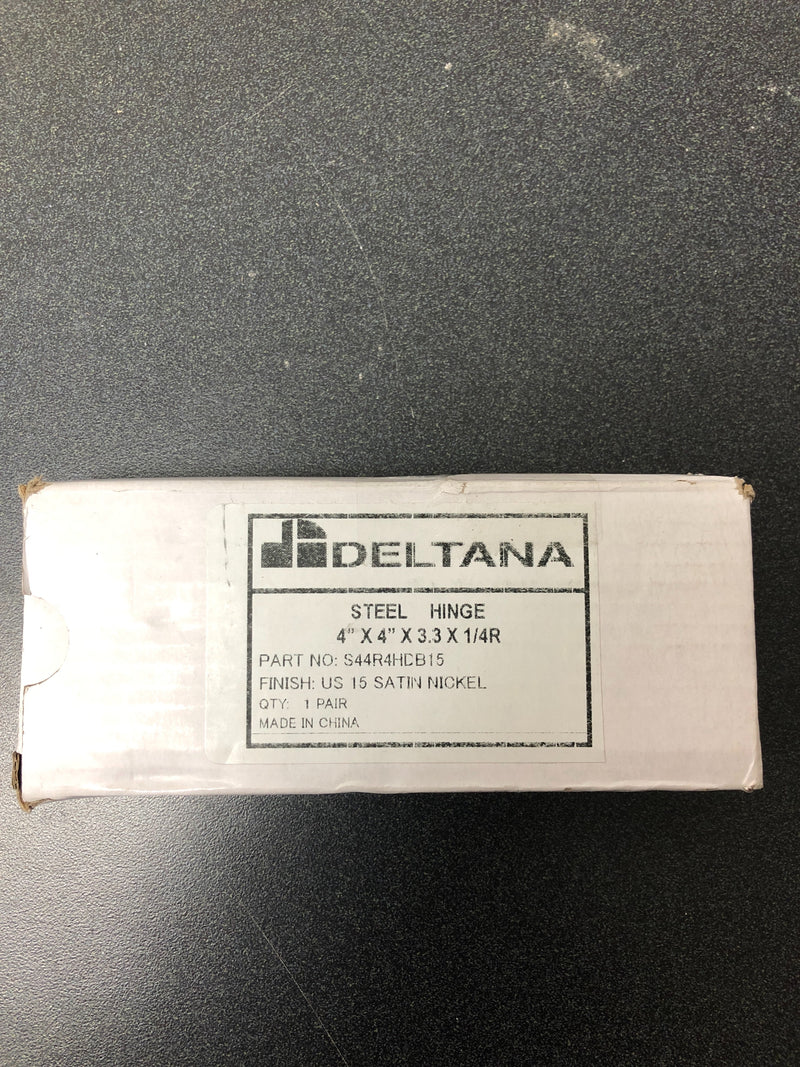 DELTANA
STEEL HINGE
4" X 4" X 3.3 X 1/4R
PART NO: S44R4HDB15
FINISH: US 15 SATIN NICKEL
QTY: 1 PAIR
MADE IN CHINA